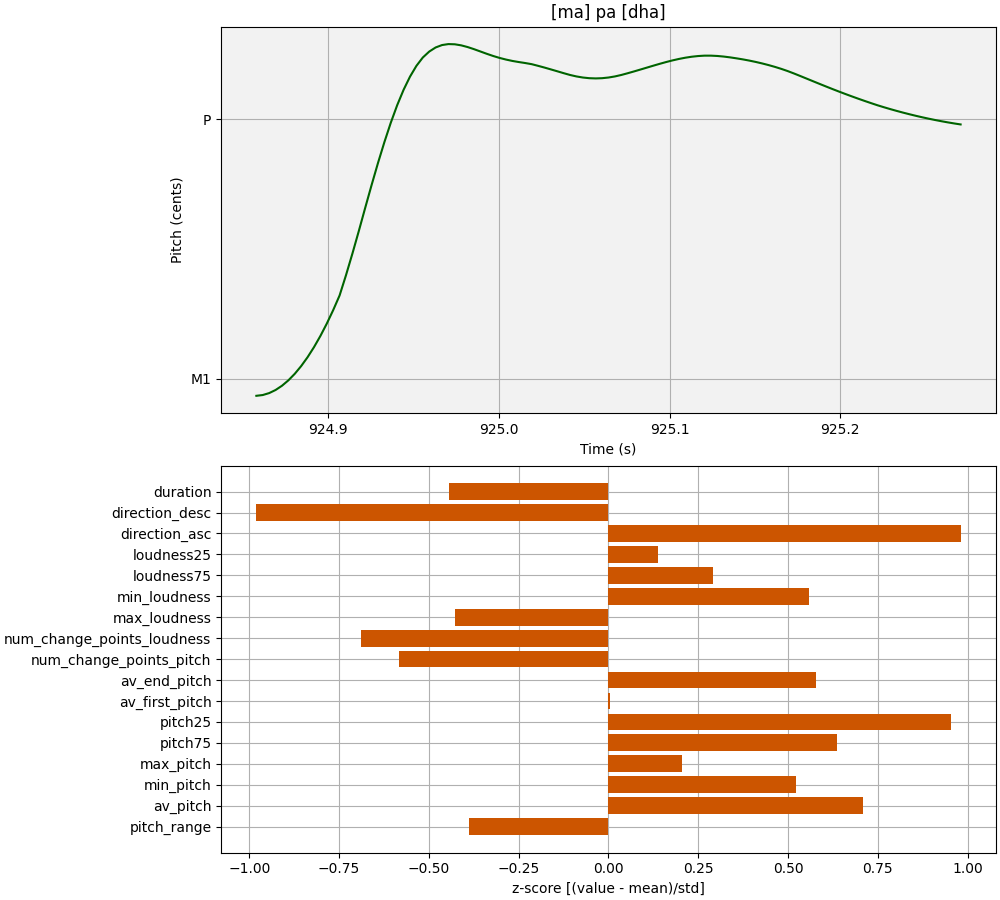 [ma] pa [dha]
P
M1
Pitch (cents)
924.9 925.0 925.1 925.2
Time (s)
duration
direction_desc
direction_asc
loudness25
loudness75
min_loudness
max_loudness
num_change_points_loudness
num_change_points_pitch
av_end_pitch
av_first_pitch
pitch25
pitch75
max_pitch
min_pitch
av_pitch
pitch_range
−1.00 −0.75 −0.50 −0.25 0.00 0.25 0.50 0.75 1.00
z-score [(value - mean)/std]